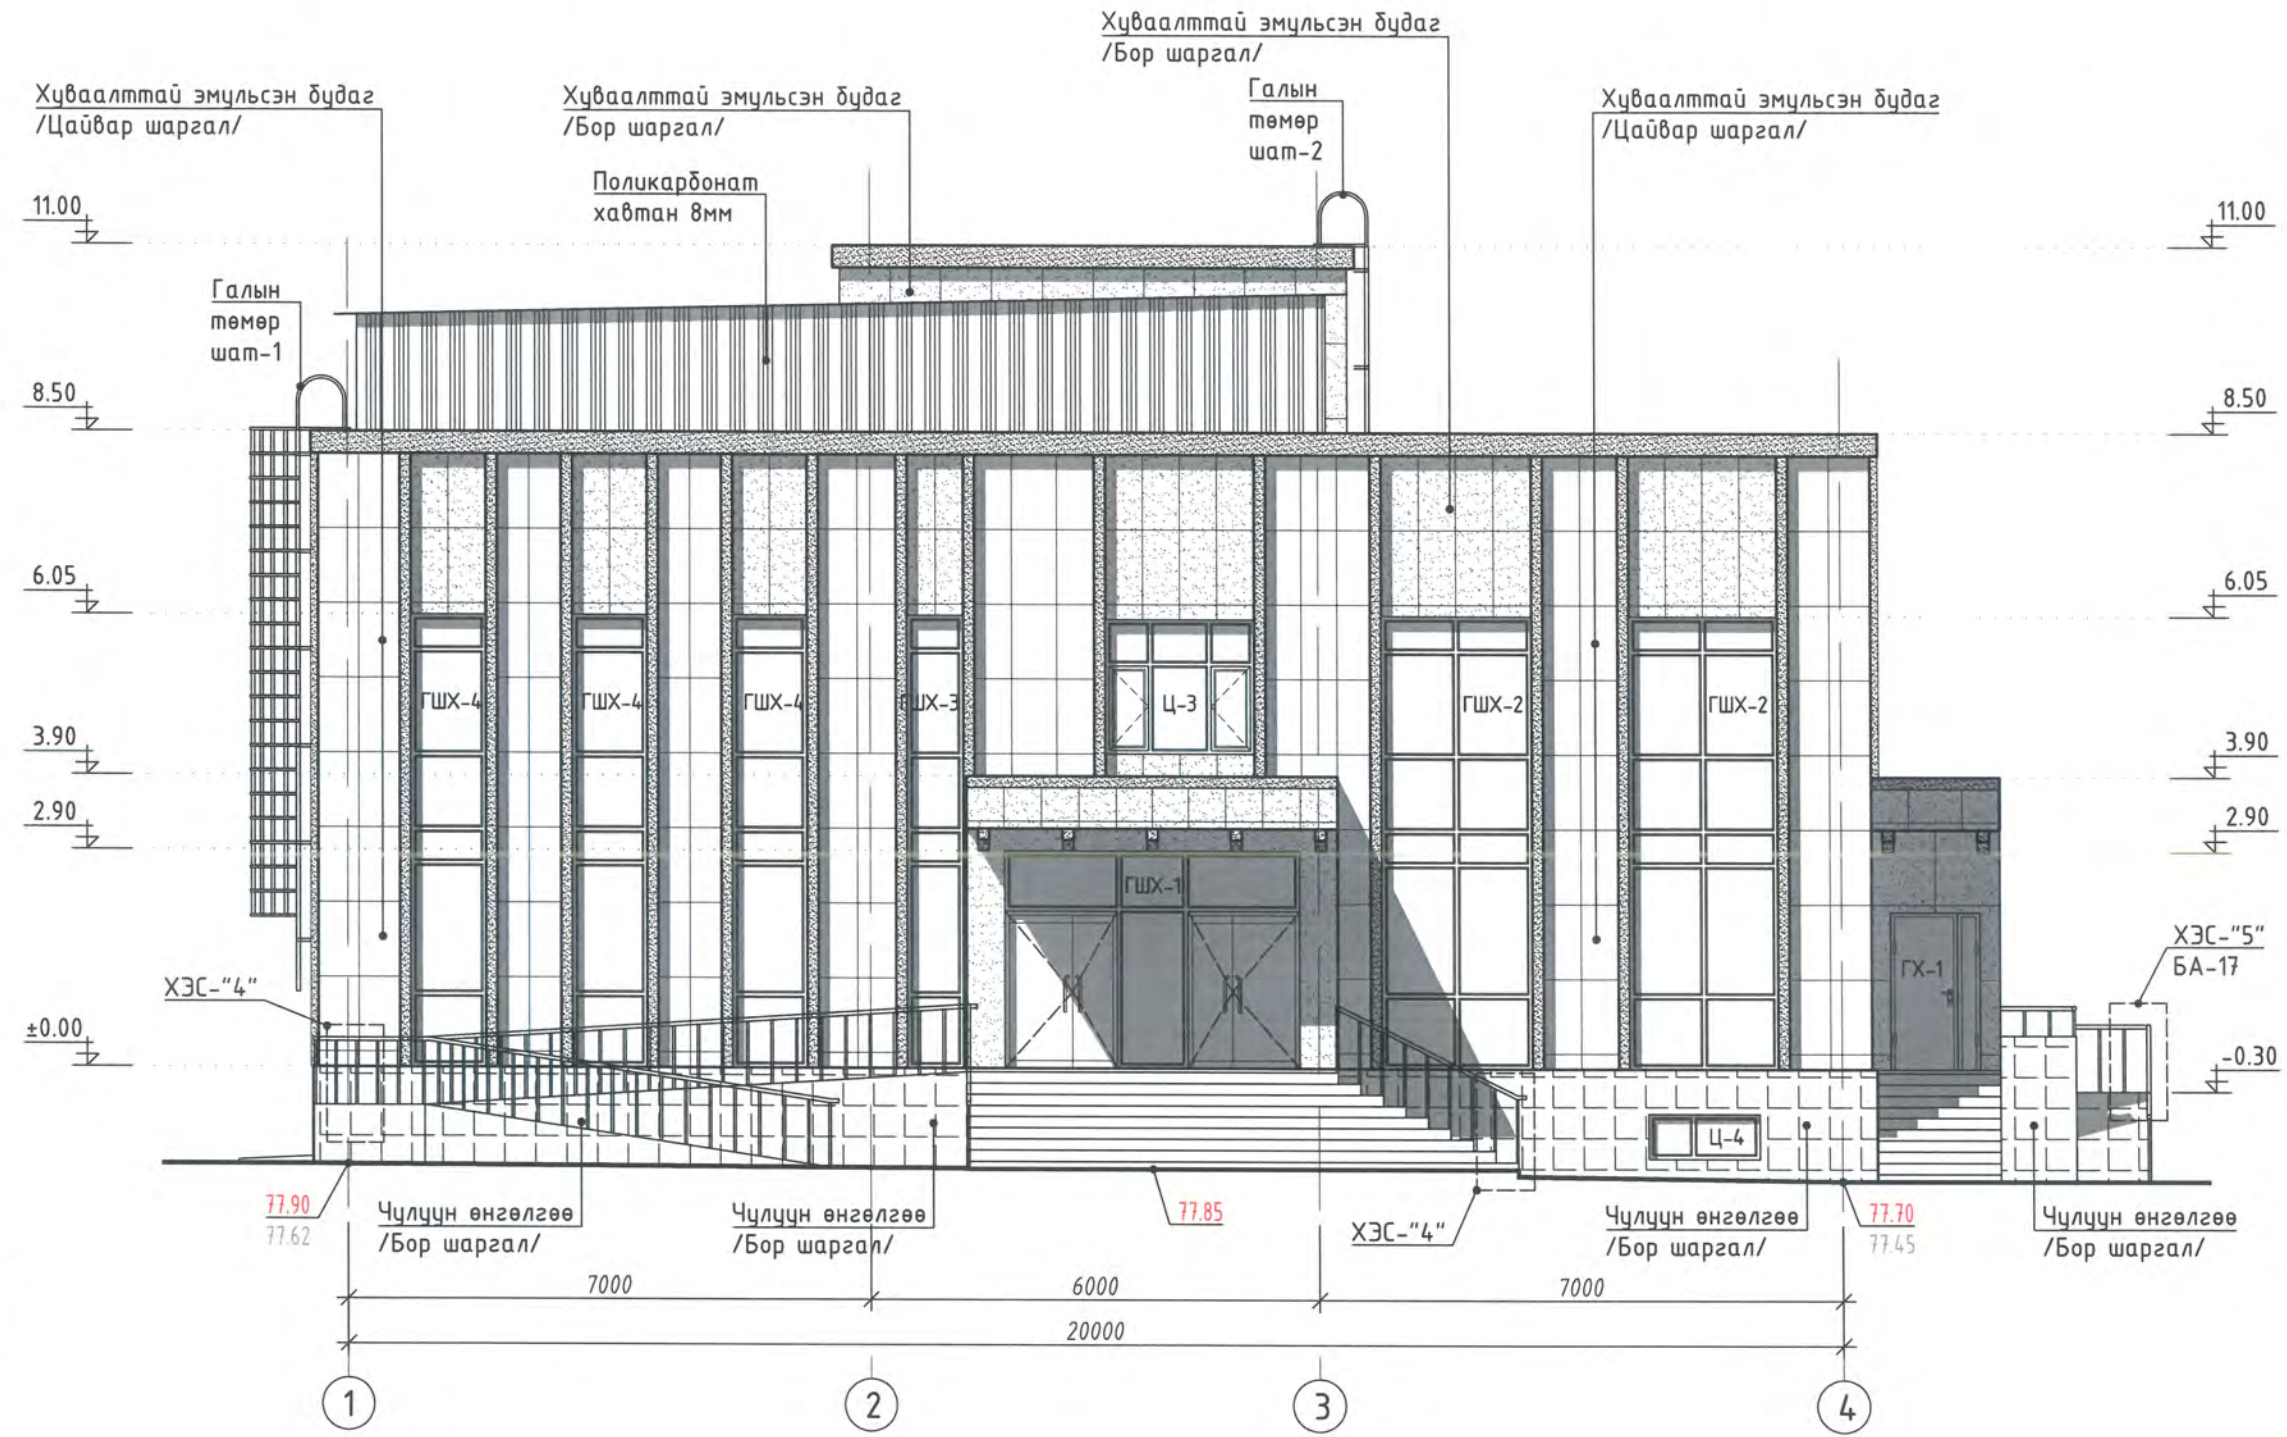 Хуваалттай эмульсэн будаг
/Бор шаргал/
Хуваалттай эмульсэн будаг
/Цайвар шаргал/
Хуваалттай эмульсэн будаг
/Бор шаргал/
Галын
төмөр
шат-2
Хуваалттай эмульсэн будаг
/Цайвар шаргал/
Поликарбонат
хавтан 8мм
11.00
11.00
Галын
төмөр
шат-1
8.50
8.50
6.05
6.05
ГШХ-4
ГШХ-4
ГШХ-4
ГШХ-3
Ц-3
ГШХ-2
ГШХ-2
3.90
3.90
2.90
2.90
ГШХ-1
ХЭС-"5"
БА-17
ГХ-1
ХЭС-"4"
±0.00
-0.30
Ц-4
77.90
77.62
Чулуун өнгөлгөө
/Бор шаргал/
Чулуун өнгөлгөө
/Бор шаргал/
77.85
ХЭС-"4"
Чулуун өнгөлгөө
/Бор шаргал/
77.70
77.45
Чулуун өнгөлгөө
/Бор шаргал/
7000
6000
7000
20000
1
2
3
4